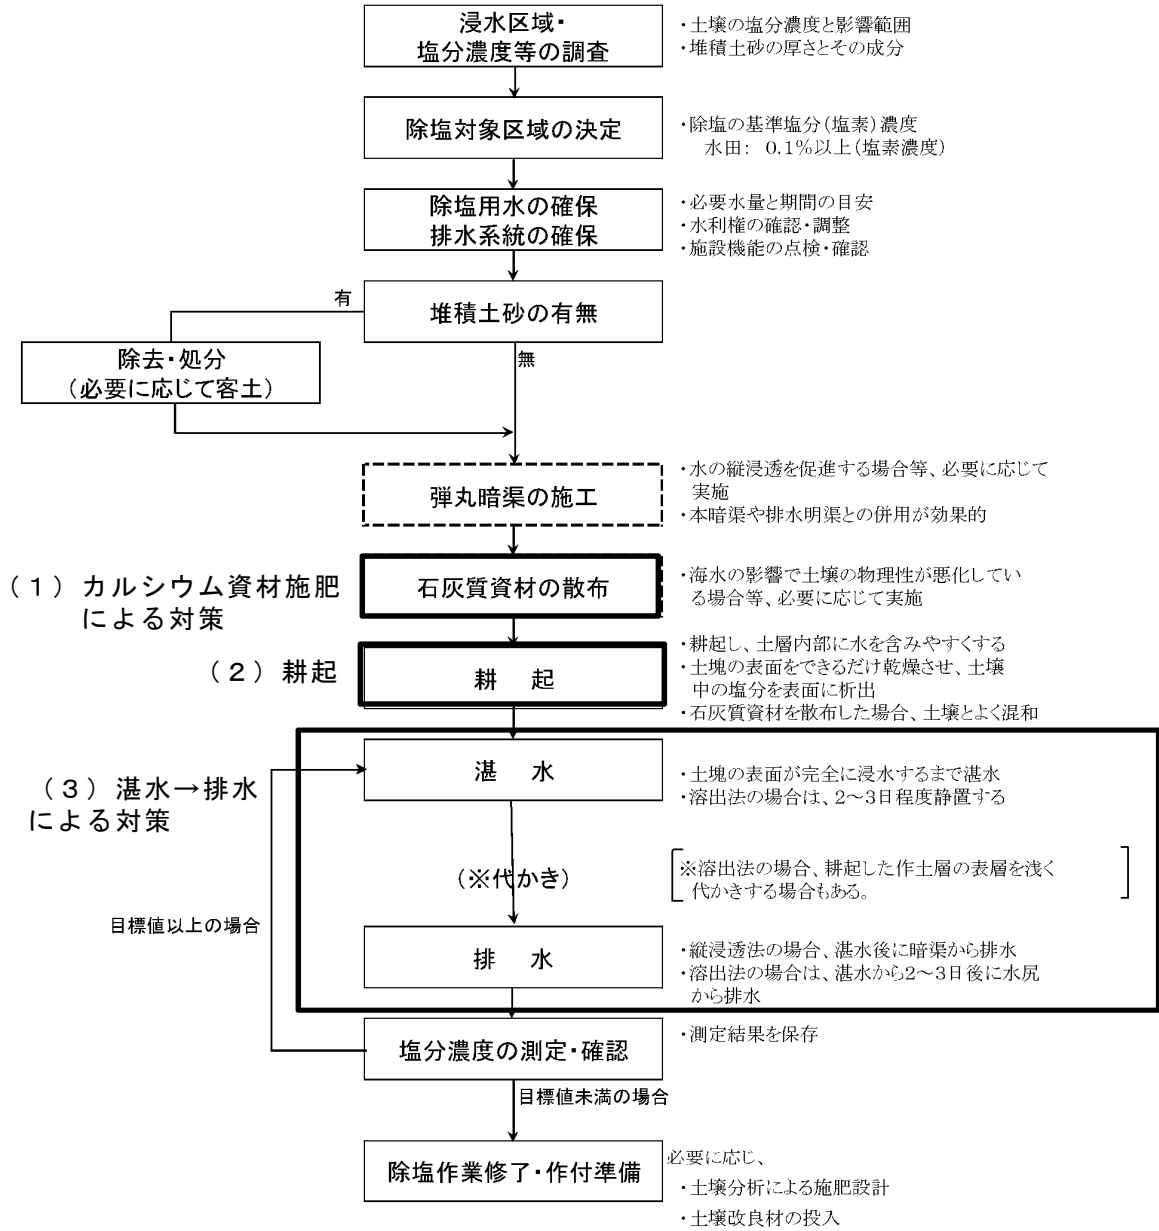 浸水区域・
塩分濃度等の調査
・土壌の塩分濃度と影響範囲
・堆積土砂の厚さとその成分
除塩対象区域の決定
・除塩の基準塩分(塩素)濃度
水田： 0.1%以上(塩素濃度)
除塩用水の確保
排水系統の確保
・必要水量と期間の目安
・水利権の確認・調整
・施設機能の点検・確認
堆積土砂の有無
有
無
除去・処分
(必要に応じて客土)
弾丸暗渠の施工
・水の縦浸透を促進する場合等、必要に応じて
実施
・本暗渠や排水明渠との併用が効果的
（１）カルシウム資材施肥
による対策
石灰質資材の散布
・海水の影響で土壌の物理性が悪化してい
る場合等、必要に応じて実施
（２）耕起
耕 起
・耕起し、土層内部に水を含みやすくする
・土塊の表面をできるだけ乾燥させ、土壌
中の塩分を表面に析出
・石灰質資材を散布した場合、土壌とよく混和
（３）湛水→排水
による対策
湛 水
・土塊の表面が完全に浸水するまで湛水
・溶出法の場合は、2〜3日程度静置する
(※代かき)
※溶出法の場合、耕起した作土層の表層を浅く
代かきする場合もある。
目標値以上の場合
排 水
・縦浸透法の場合、湛水後に暗渠から排水
・溶出法の場合は、湛水から2〜3日後に水尻
から排水
塩分濃度の測定・確認
・測定結果を保存
目標値未満の場合
除塩作業修了・作付準備
必要に応じ、
・土壌分析による施肥設計
・土壌改良材の投入